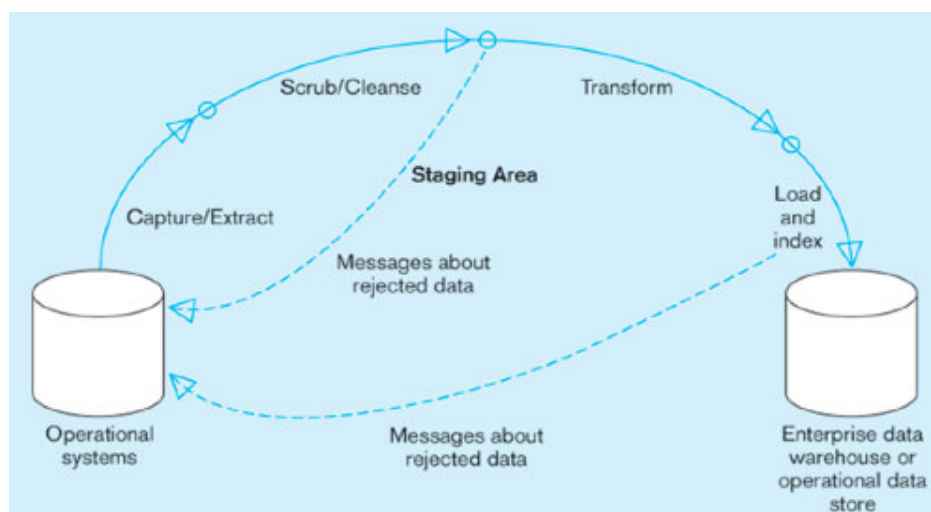 Scrub/Cleanse
Transform
Staging Area
Capture/Extract
Load
and
index
Messages about
rejected data
Operational
systems
Messages about
rejected data
Enterprise data
warehouse or
operational data
store